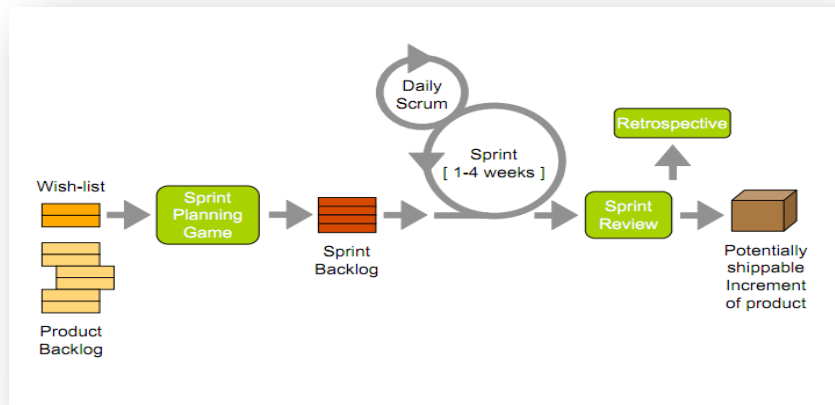 Wish-list
Product
Backlog
Sprint
Planning
Game
Sprint
Backlog
Daily
Scrum
Sprint
[ 1-4 weeks ]
Retrospective
Sprint
Review
Potentially
shippable
Increment
of product